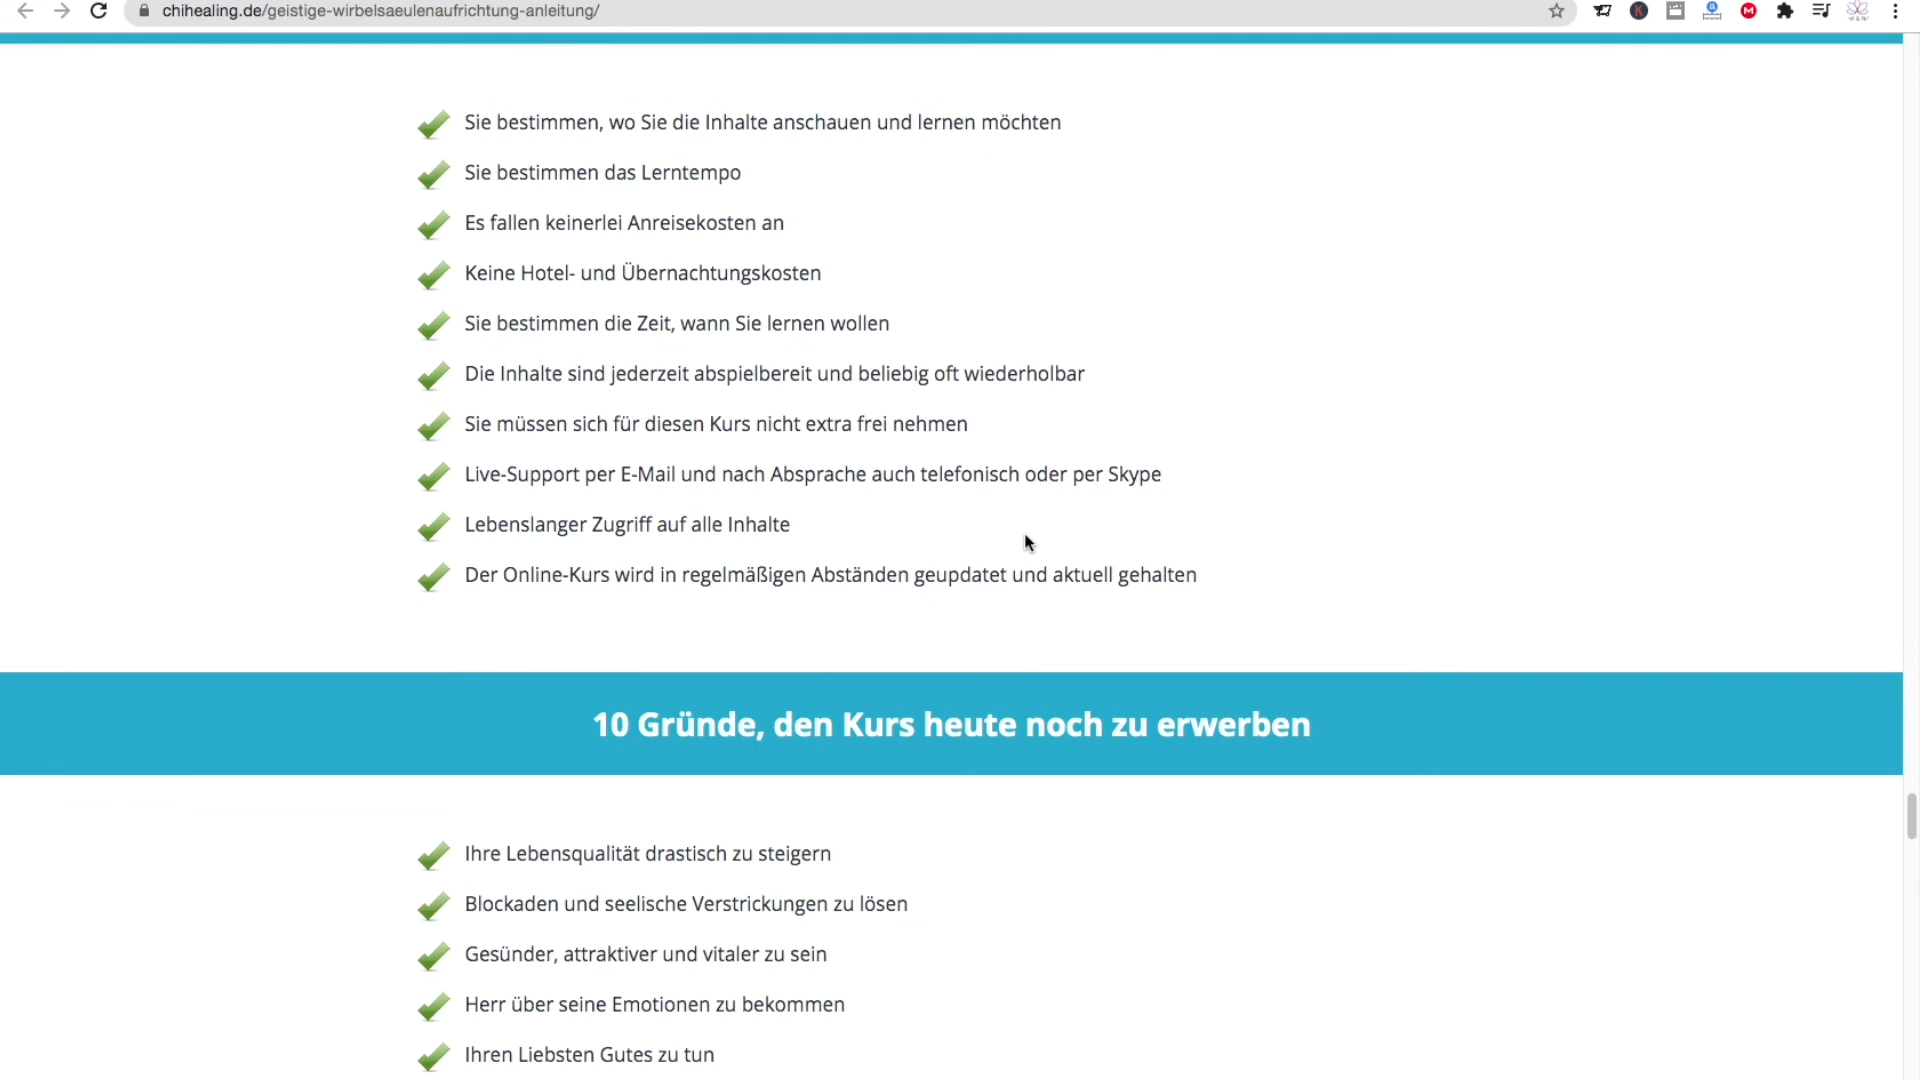 chihealing.de/geistige-wirbelsaeulenaufrichtung-anleitung/
Sie bestimmen, wo Sie die Inhalte anschauen und lernen möchten
Sie bestimmen das Lerntempo
Es fallen keinerlei Anreisekosten an
Keine Hotel- und Übernachtungskosten
Sie bestimmen die Zeit, wann Sie lernen wollen
Die Inhalte sind jederzeit abspielbereit und beliebig oft wiederholbar
Sie müssen sich für diesen Kurs nicht extra frei nehmen
Live-Support per E-Mail und nach Absprache auch telefonisch oder per Skype
Lebenslanger Zugriff auf alle Inhalte
Der Online-Kurs wird in regelmäßigen Abständen geupdatet und aktuell gehalten
10 Gründe, den Kurs heute noch zu erwerben
Ihre Lebensqualität drastisch zu steigern
Blockaden und seelische Verstrickungen zu lösen
Gesünder, attraktiver und vitaler zu sein
Herr über seine Emotionen zu bekommen
Ihren Liebsten Gutes zu tun